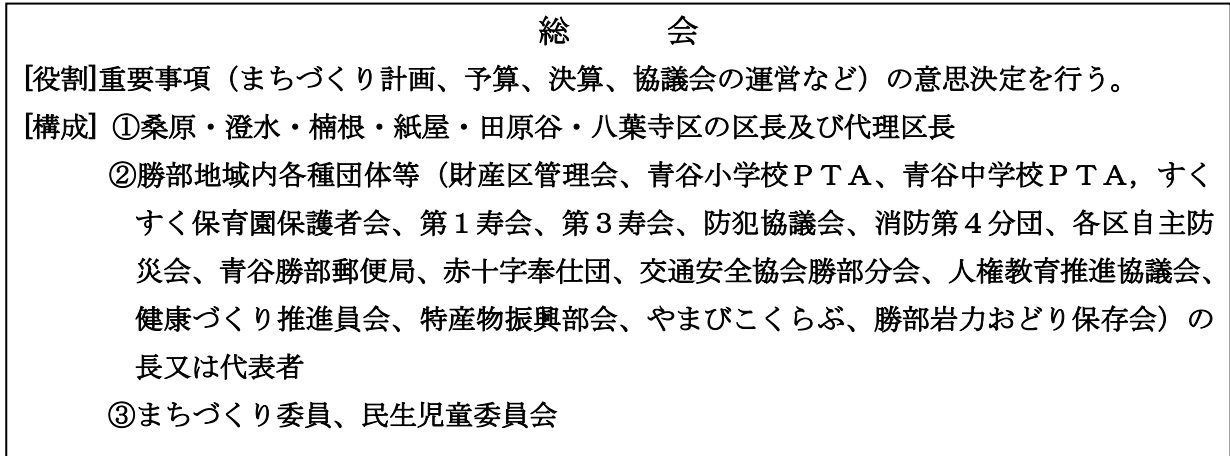 総　　　会
[役割]重要事項（まちづくり計画、予算、決算、協議会の運営など）の意思決定を行う。
[構成] ①桑原・澄水・楠根・紙屋・田原谷・八葉寺区の区長及び代理区長
②勝部地域内各種団体等（財産区管理会、青谷小学校ＰＴＡ、青谷中学校ＰＴＡ，すく
すく保育園保護者会、第１寿会、第３寿会、防犯協議会、消防第４分団、各区自主防
災会、青谷勝部郵便局、赤十字奉仕団、交通安全協会勝部分会、人権教育推進協議会、
健康づくり推進員会、特産物振興部会、やまびこくらぶ、勝部岩力おどり保存会）の
長又は代表者
③まちづくり委員、民生児童委員会